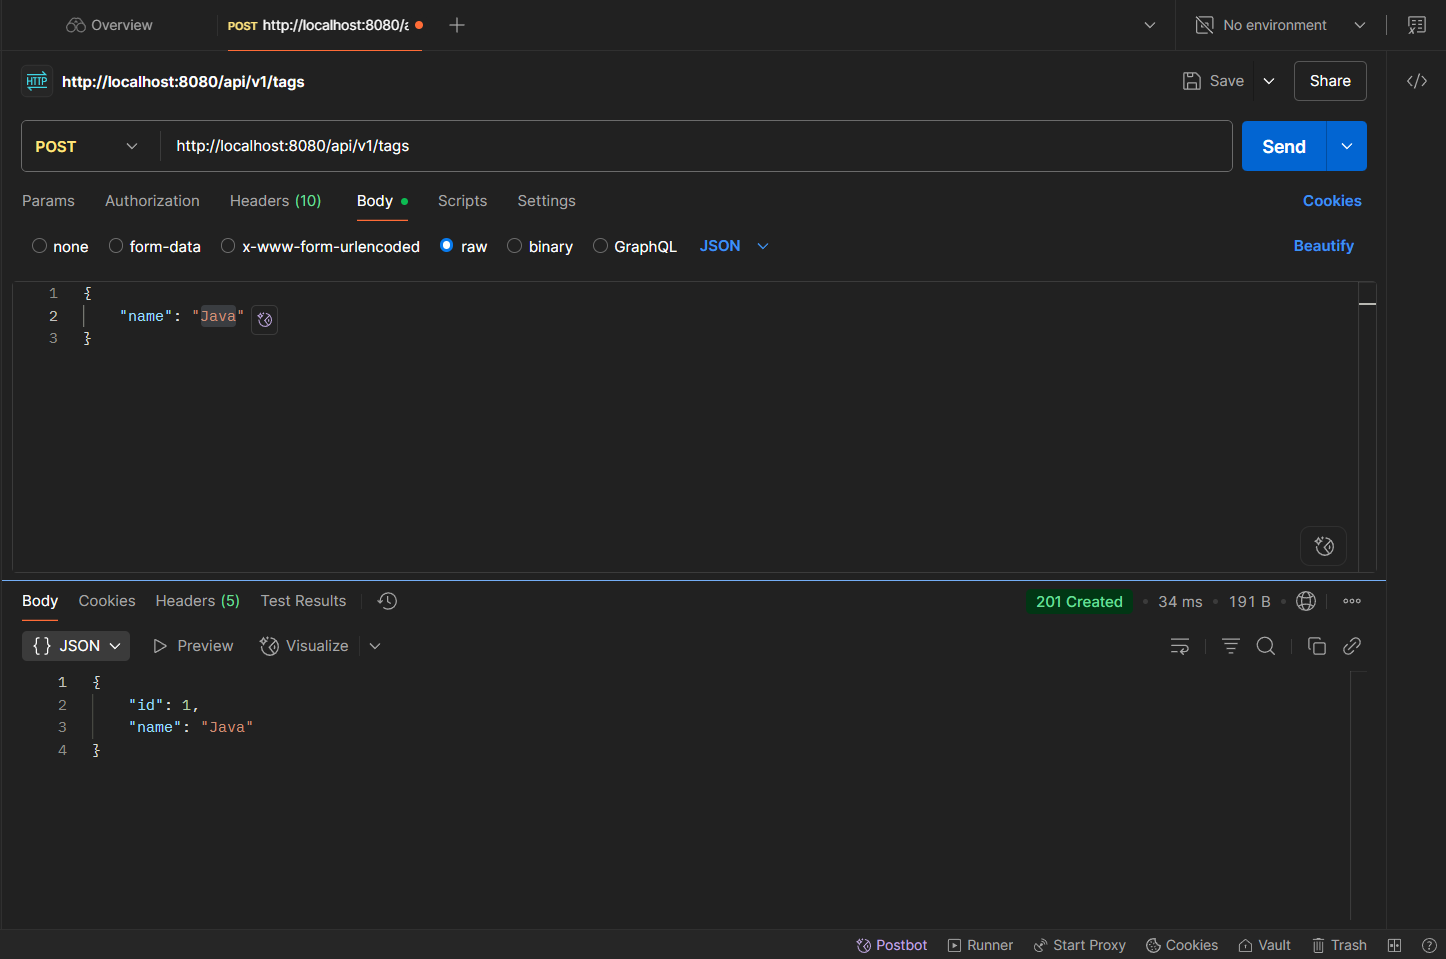 Overview
POST http://localhost:8080/a
No environment
HTTP http://localhost:8080/api/v1/tags
Save
Share
POST http://localhost:8080/api/v1/tags
Send
Params Authorization Headers (10) Body Scripts Settings Cookies
none form-data x-www-form-urlencoded raw binary GraphQL JSON Beautify
1 {
2 "name": "Java"
3 }
Body Cookies Headers (5) Test Results 201 Created 34 ms 191 B
{} JSON Preview Visualize
1 {
2 "id": 1,
3 "name": "Java"
4 }
Postbot Runner Start Proxy Cookies Vault Trash